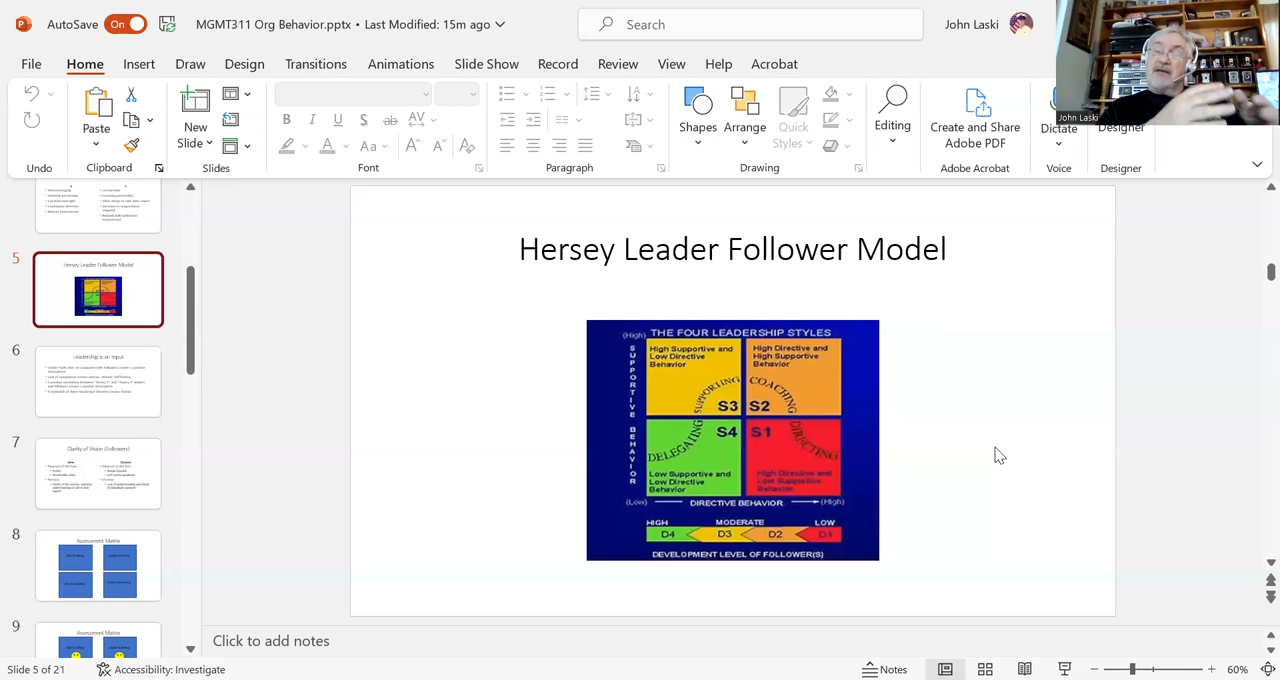 AutoSave On MGMT311 Org Behavior.pptx • Last Modified: 15m ago Search John Laski
File Home Insert Draw Design Transitions Animations Slide Show Record Review View Help Acrobat
John Laski
Paste New Slide Shapes Arrange Quick Styles Editing Create and Share Adobe PDF Dictate Designer
Undo Clipboard Slides Font Paragraph Drawing Adobe Acrobat Voice Designer
5
Hersey Leader Follower Model
6
Leadership is an input
7
Clarity of Vision (Followers)
8
Assessment Matrix
9
Assessment Matrix
Hersey Leader Follower Model
(High) THE FOUR LEADERSHIP STYLES
SUPPORTIVE BEHAVIOR
High Supportive and
Low Directive
Behavior
SUPPORTING
S3
High Directive and
High Supportive
Behavior
COACHING
S2
DELEGATING
S4
Low Supportive and
Low Directive
Behavior
S1
DIRECTING
High Directive and
Low Supportive
Behavior
(Low) DIRECTIVE BEHAVIOR (High)
HIGH MODERATE LOW
D4 D3 D2 D1
DEVELOPMENT LEVEL OF FOLLOWER(S)
Click to add notes
Slide 5 of 21 Accessibility: Investigate Notes 60%